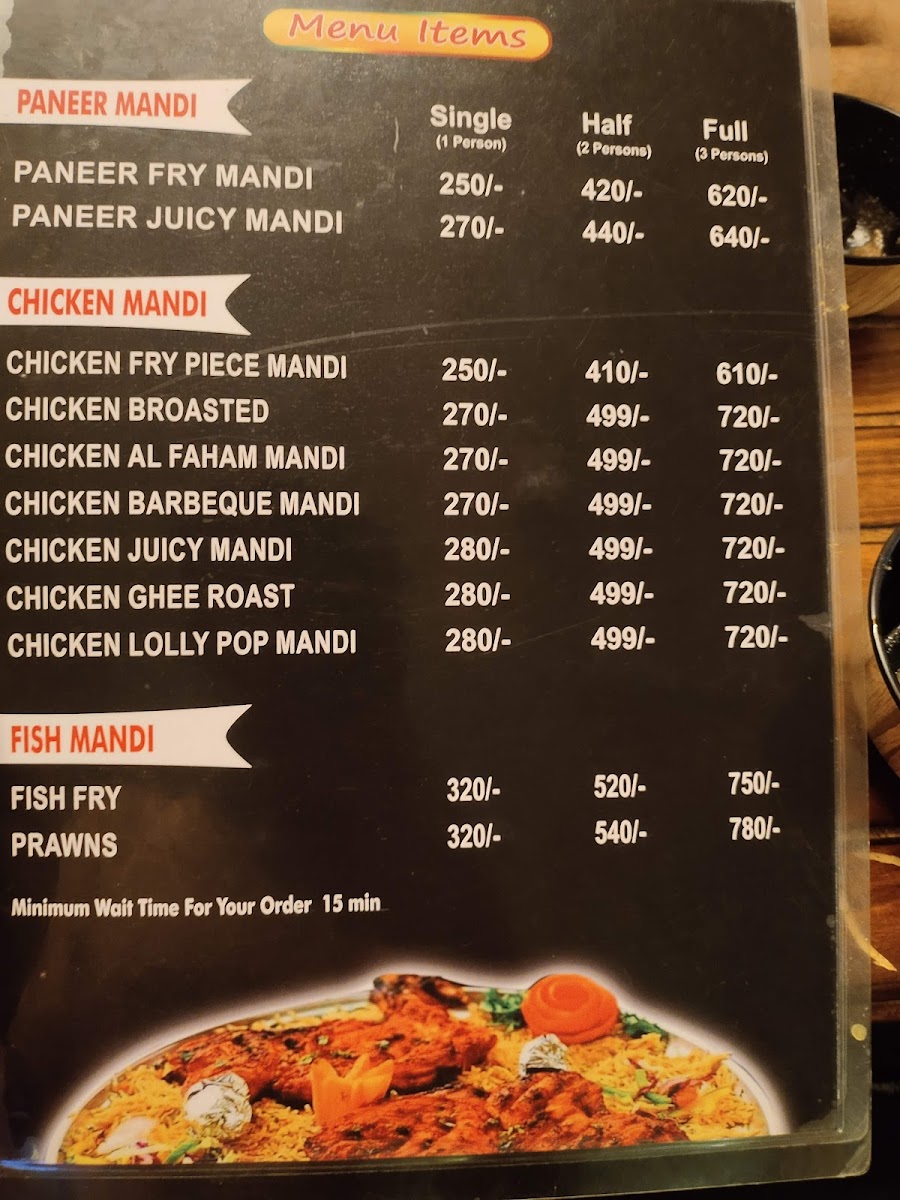 Menu Items
PANEER MANDI
Single Half Full
(1 Person) (2 Persons) (3 Persons)
PANEER FRY MANDI 250/- 420/- 620/-
PANEER JUICY MANDI 270/- 440/- 640/-
CHICKEN MANDI
CHICKEN FRY PIECE MANDI 250/- 410/- 610/-
CHICKEN BROASTED 270/- 499/- 720/-
CHICKEN AL FAHAM MANDI 270/- 499/- 720/-
CHICKEN BARBEQUE MANDI 270/- 499/- 720/-
CHICKEN JUICY MANDI 280/- 499/- 720/-
CHICKEN GHEE ROAST 280/- 499/- 720/-
CHICKEN LOLLY POP MANDI 280/- 499/- 720/-
FISH MANDI
FISH FRY 320/- 520/- 750/-
PRAWNS 320/- 540/- 780/-
Minimum Wait Time For Your Order 15 min